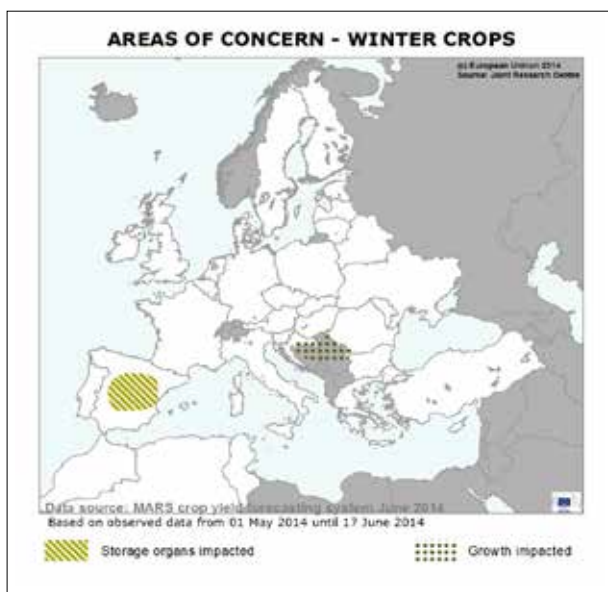 AREAS OF CONCERN - WINTER CROPS
(c) European Union 2014
Source: Joint Research Centre
Data source: MARS crop yield forecasting system June 2014
Based on observed data from 01 May 2014 until 17 June 2014
Storage organs impacted
Growth impacted